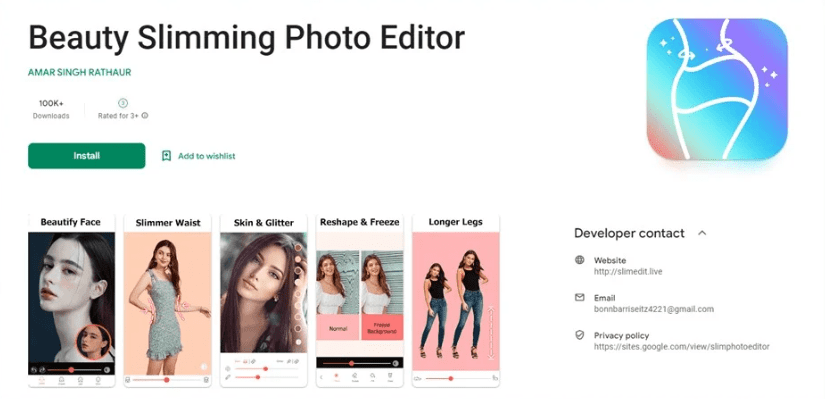 Beauty Slimming Photo Editor
AMAR SINGH RATHAUR
100K+
Downloads
3
Rated for 3+
Install
Add to wishlist
Beautify Face
Slimmer Waist
Skin & Glitter
Reshape & Freeze
Longer Legs
Normal
Freeze
Background
Developer contact
Website
http://slimedit.live
Email
bonnbarriseitz4221@gmail.com
Privacy policy
https://sites.google.com/view/slimphotoeditor